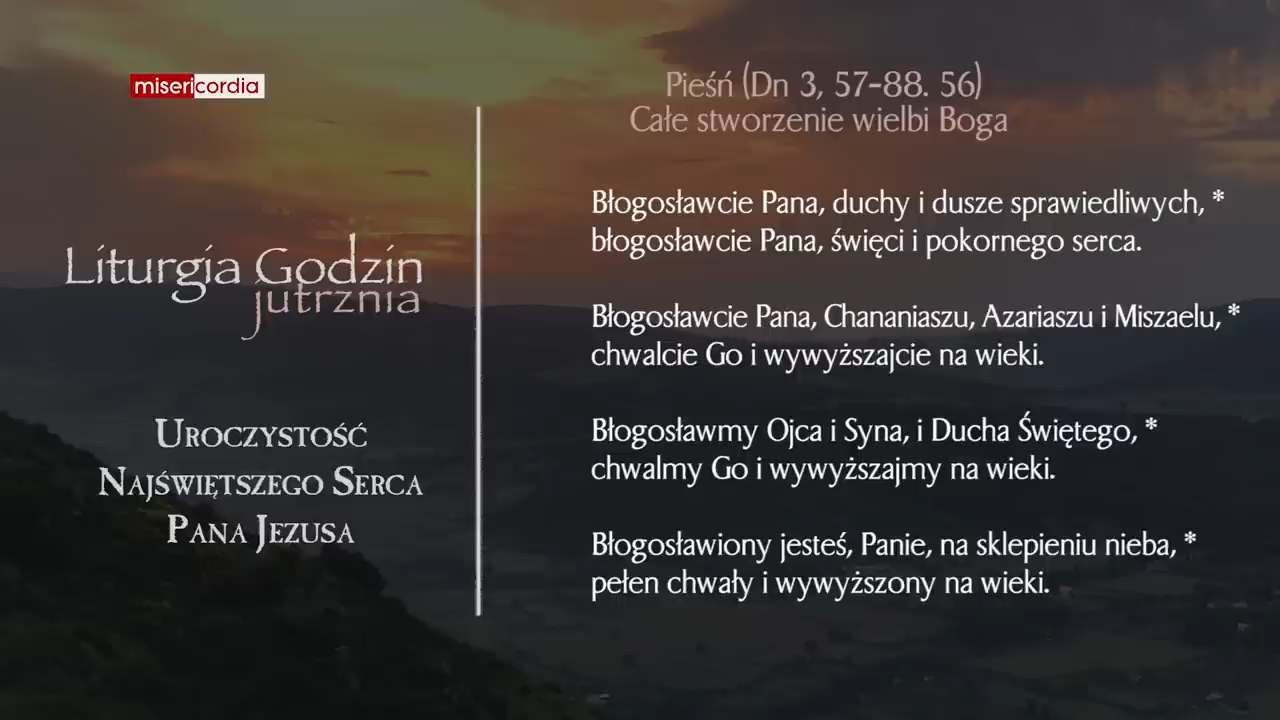 misericordia
Liturgia Godzin
jutrznia
Uroczystość
Najświętszego Serca
Pana Jezusa
Pieśń (Dn 3, 57-88. 56)
Całe stworzenie wielbi Boga
Błogosławcie Pana, duchy i dusze sprawiedliwych, *
błogosławcie Pana, święci i pokornego serca.
Błogosławcie Pana, Chananiaszu, Azariaszu i Miszaelu, *
chwalcie Go i wywyższajcie na wieki.
Błogosławmy Ojca i Syna, i Ducha Świętego, *
chwalmy Go i wywyższajmy na wieki.
Błogosławiony jesteś, Panie, na sklepieniu nieba, *
pełen chwały i wywyższony na wieki.